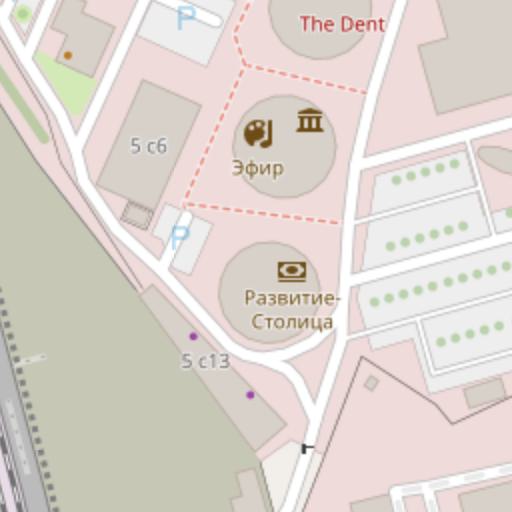 P
The Dent
5 с6
Эфир
P
Развитие-
Столица
5 с13